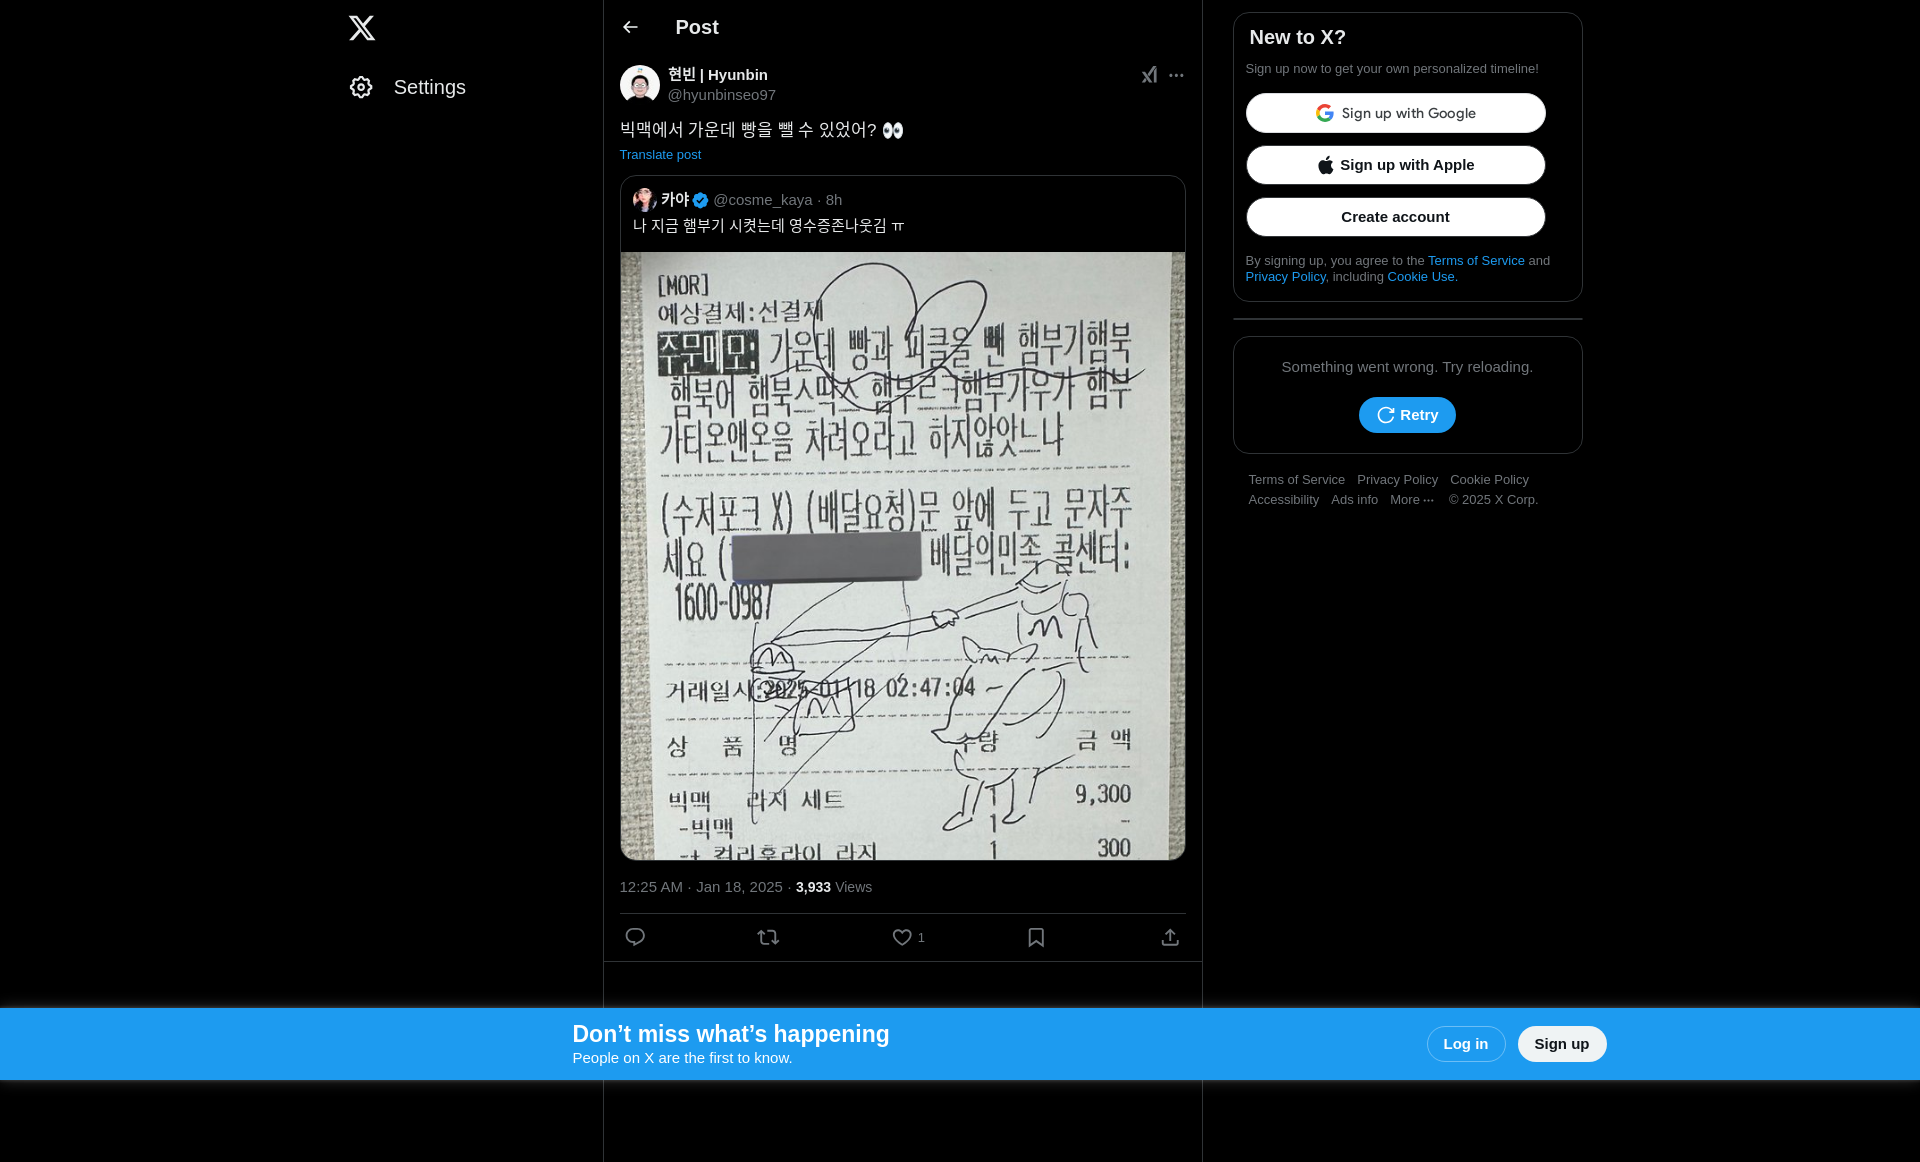 Settings
Post
현빈 | Hyunbin
@hyunbinseo97
빅맥에서 가운데 빵을 뺄 수 있었어? 👀
Translate post
카야 @cosme_kaya · 8h
나 지금 햄부기 시켯는데 영수증존나웃김 ㅠ
[MOR]
예상결제:선결제
주문메모: 가운데 빵과 피클을 뺀 햄부기햄북
햄북어 햄북스딱스 햄부르크햄부가우가 햄부
가티온앤온을 차려오라고 하지않앗느냐
(수저포크 X) (배달요청)문 앞에 두고 문자주
세요 ( 배달의민족 콜센터:
1600-0987
M
M
M
M
거래일시:2025-01-18 02:47:04
상 품 명 수량 금 액
빅맥 라지 세트 1 9,300
-빅맥 1 -
컬리후라이 라지 1 300
12:25 AM · Jan 18, 2025 · 3,933 Views
1
New to X?
Sign up now to get your own personalized timeline!
Sign up with Google
Sign up with Apple
Create account
By signing up, you agree to the Terms of Service and
Privacy Policy, including Cookie Use.
Something went wrong. Try reloading.
Retry
Terms of Service Privacy Policy Cookie Policy
Accessibility Ads info More ··· © 2025 X Corp.
Don’t miss what’s happening
People on X are the first to know.
Log in
Sign up